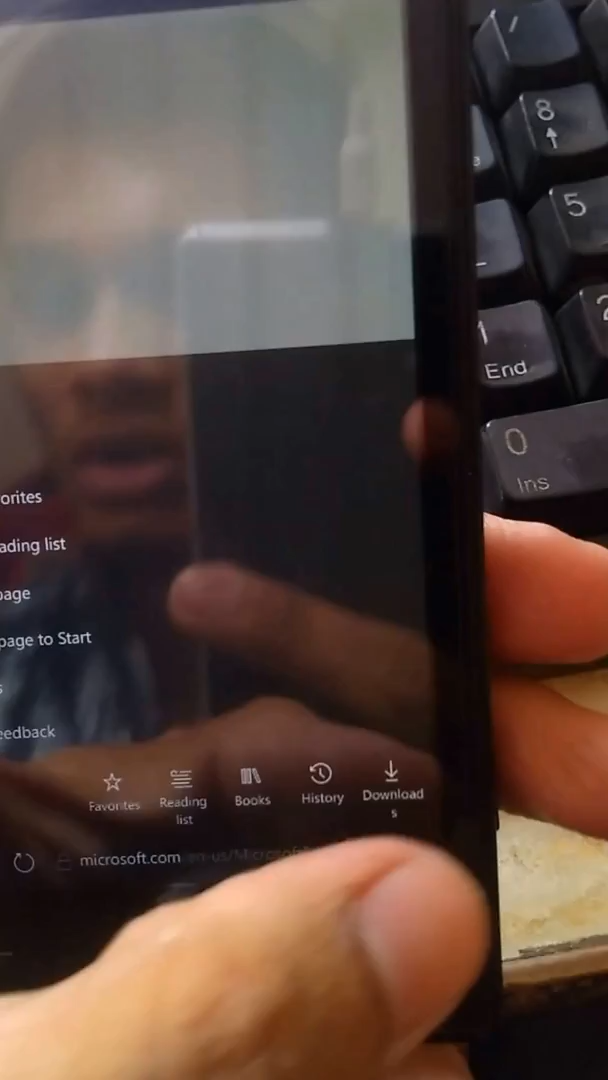 /
8
5
1
End
0
Ins
orites
ading list
page
page to Start
s
eedback
Favorites
Reading
list
Books
History
Download
s
microsoft.com